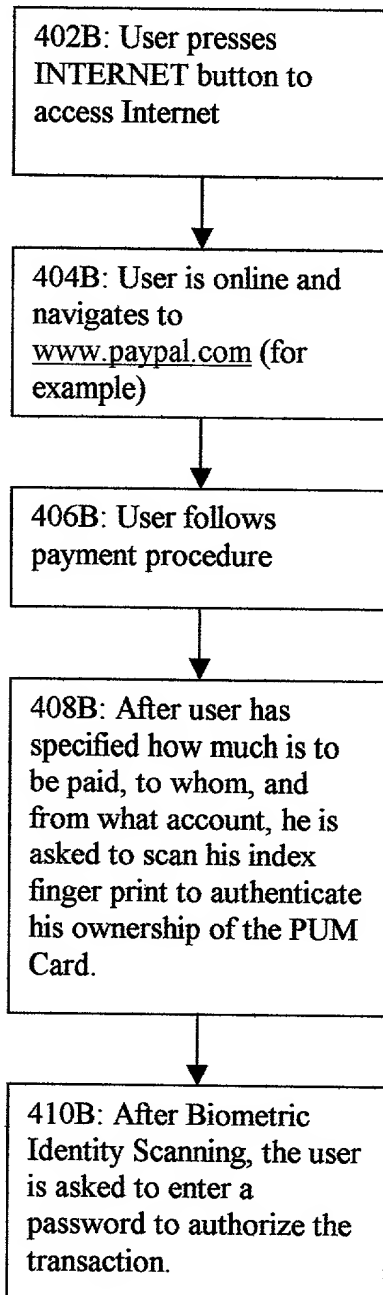 402B: User presses
INTERNET button to
access Internet
404B: User is online and
navigates to
www.paypal.com (for
example)
406B: User follows
payment procedure
408B: After user has
specified how much is to
be paid, to whom, and
from what account, he is
asked to scan his index
finger print to authenticate
his ownership of the PUM
Card.
410B: After Biometric
Identity Scanning, the user
is asked to enter a
password to authorize the
transaction.